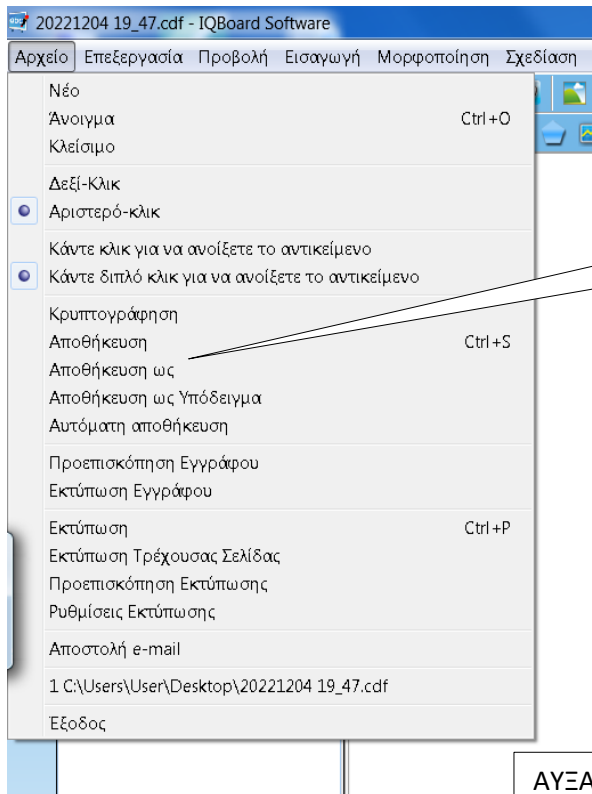 20221204 19_47.cdf - IQBoard Software
Αρχείο Επεξεργασία Προβολή Εισαγωγή Μορφοποίηση Σχεδίαση
Νέο
Άνοιγμα Ctrl+O
Κλείσιμο
Δεξί-Κλικ
Αριστερό-κλικ
Κάντε κλικ για να ανοίξετε το αντικείμενο
Κάντε διπλό κλικ για να ανοίξετε το αντικείμενο
Κρυπτογράφηση
Αποθήκευση Ctrl+S
Αποθήκευση ως
Αποθήκευση ως Υπόδειγμα
Αυτόματη αποθήκευση
Προεπισκόπηση Εγγράφου
Εκτύπωση Εγγράφου
Εκτύπωση Ctrl+P
Εκτύπωση Τρέχουσας Σελίδας
Προεπισκόπηση Εκτύπωσης
Ρυθμίσεις Εκτύπωσης
Αποστολή e-mail
1 C:\Users\User\Desktop\20221204 19_47.cdf
Έξοδος
ΑΥΞΑ